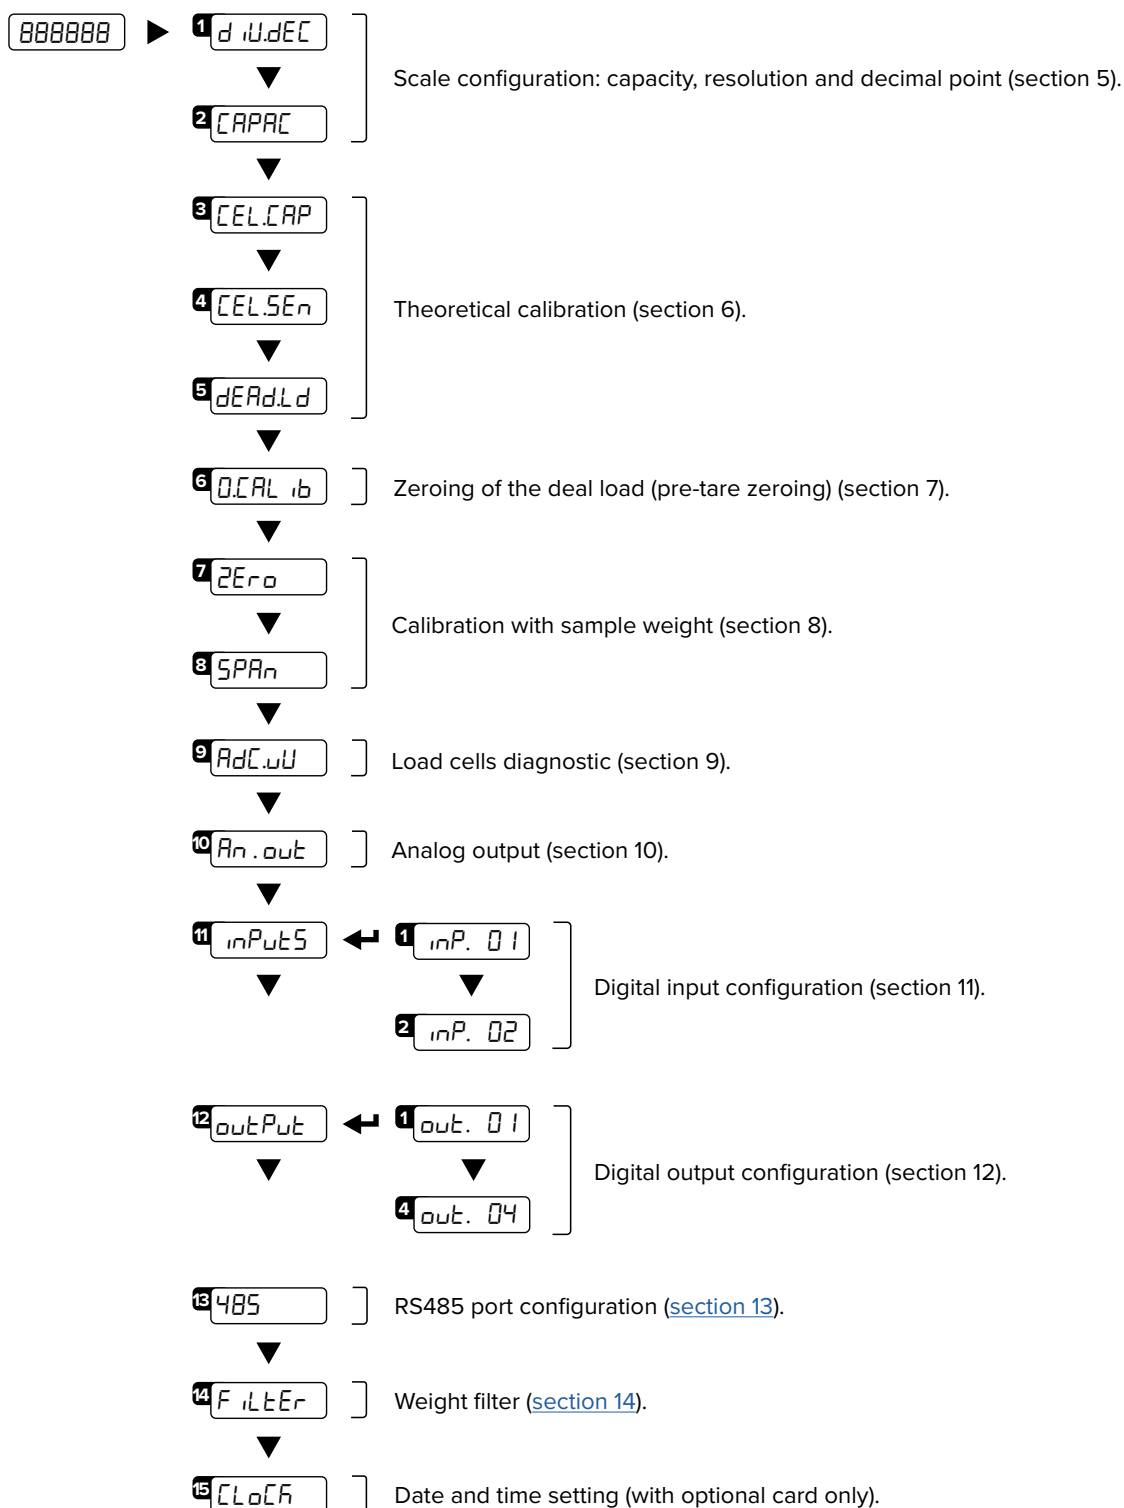 888888
1 diU.dEC
Scale configuration: capacity, resolution and decimal point (section 5).
2 CAPAC
3 CEL.CAP
4 CEL.SEn
Theoretical calibration (section 6).
5 dEAd.Ld
6 0.CALib
Zeroing of the deal load (pre-tare zeroing) (section 7).
7 2Ero
Calibration with sample weight (section 8).
8 SPAn
9 AdC.uU
Load cells diagnostic (section 9).
10 An.out
Analog output (section 10).
11 inPutS
1 inP. 01
Digital input configuration (section 11).
2 inP. 02
12 outPut
1 out. 01
Digital output configuration (section 12).
4 out. 04
13 485
RS485 port configuration (section 13).
14 FiLtEr
Weight filter (section 14).
15 CLoCK
Date and time setting (with optional card only).